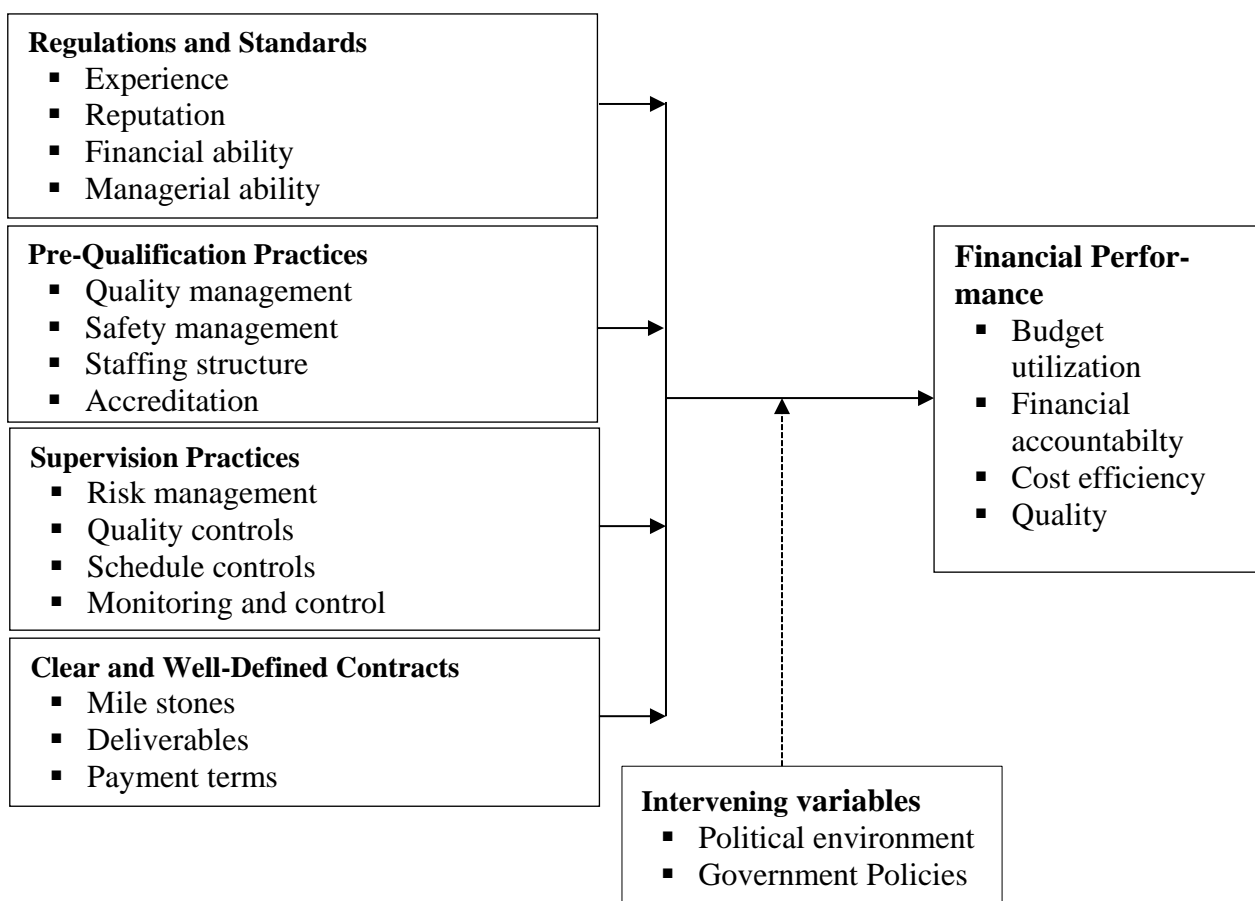 Regulations and Standards
▪ Experience
▪ Reputation
▪ Financial ability
▪ Managerial ability
Pre-Qualification Practices
▪ Quality management
▪ Safety management
▪ Staffing structure
▪ Accreditation
Supervision Practices
▪ Risk management
▪ Quality controls
▪ Schedule controls
▪ Monitoring and control
Clear and Well-Defined Contracts
▪ Mile stones
▪ Deliverables
▪ Payment terms
Financial Perfor-
mance
▪ Budget
utilization
▪ Financial
accountabilty
▪ Cost efficiency
▪ Quality
Intervening variables
▪ Political environment
▪ Government Policies